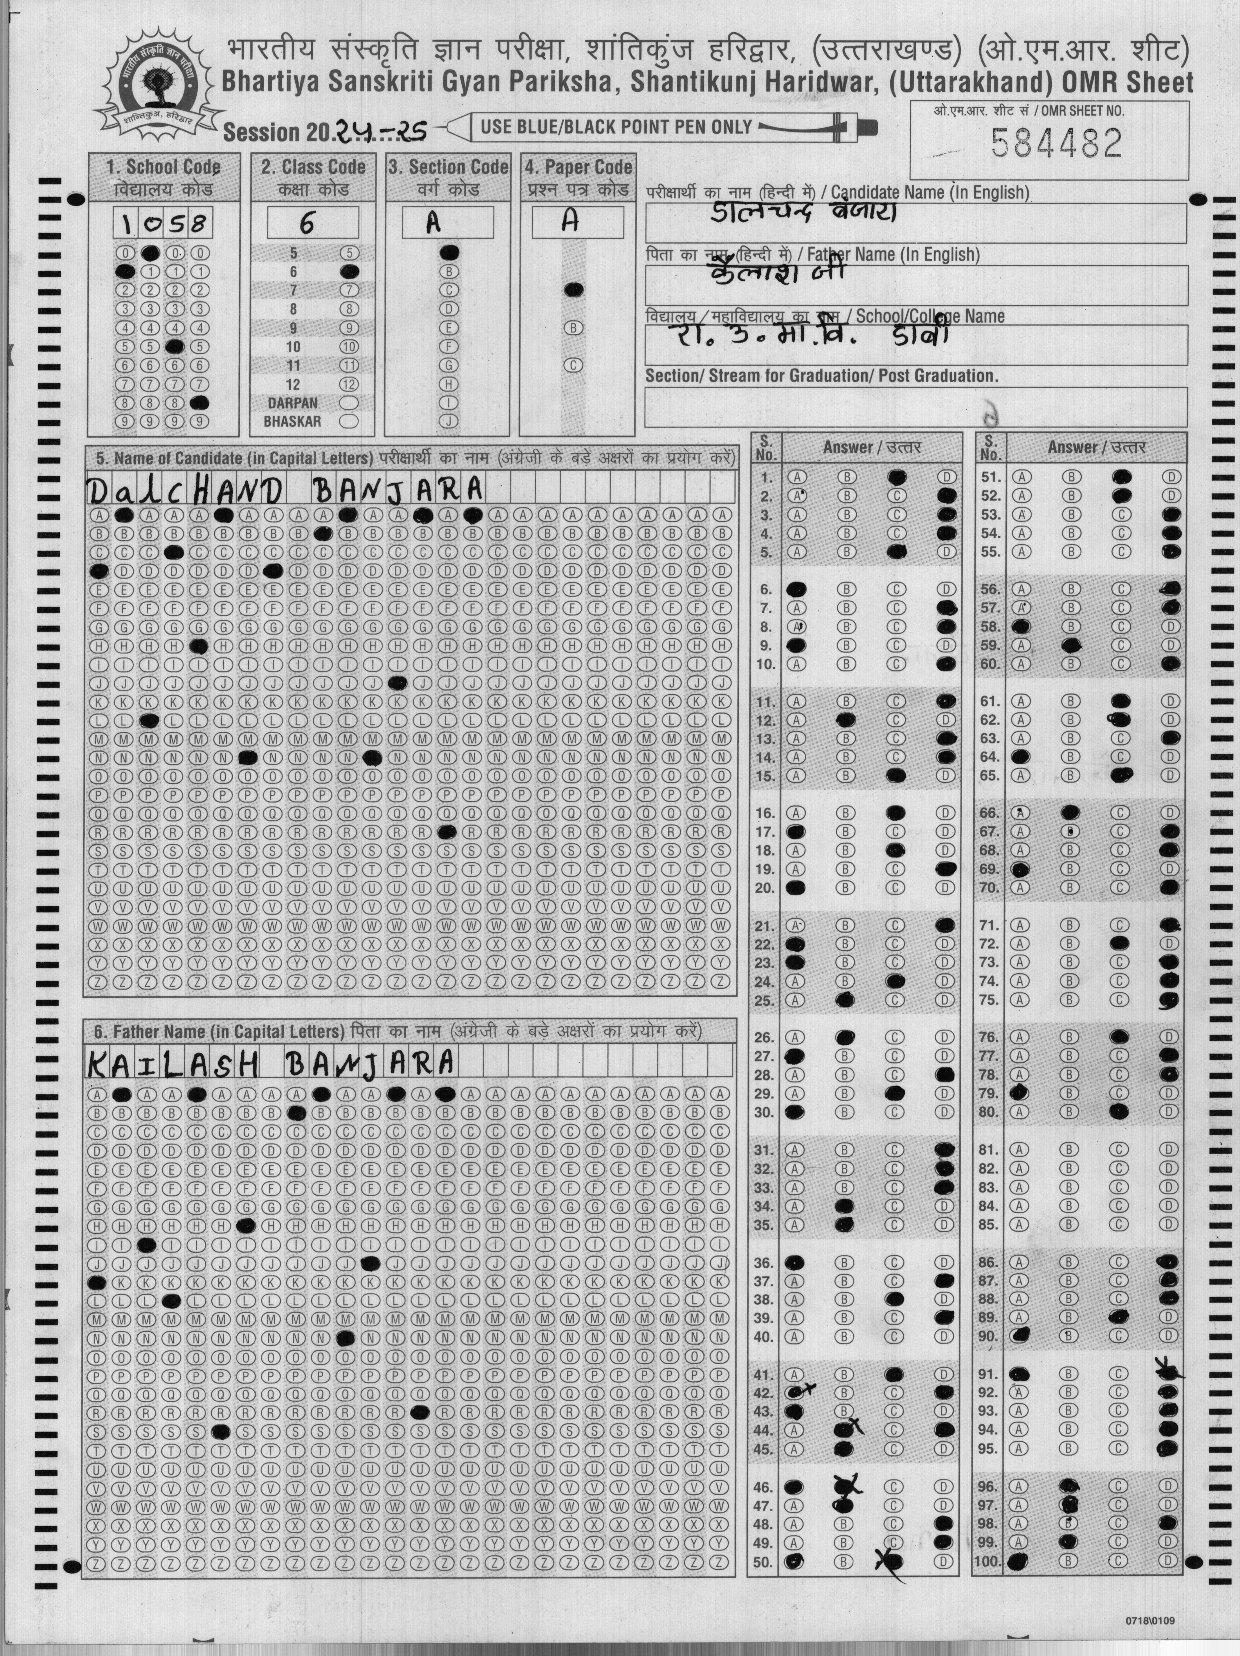 भारतीय संस्कृति ज्ञान परीक्षा, शांतिकुंज हरिद्वार, (उत्तराखण्ड) (ओ.एम.आर. शीट)
Bhartiya Sanskriti Gyan Pariksha, Shantikunj Haridwar, (Uttarakhand) OMR Sheet
Session 20.24-25
USE BLUE/BLACK POINT PEN ONLY
ओ.एम.आर. शीट सं / OMR SHEET NO.
584482
1. School Code
विद्यालय कोड
1058
2. Class Code
कक्षा कोड
6
3. Section Code
वर्ग कोड
A
4. Paper Code
प्रश्न पत्र कोड
A
परीक्षार्थी का नाम (हिन्दी में) / Candidate Name (In English)
डालचन्द बंजारा
पिता का नाम (हिन्दी में) / Father Name (In English)
कैलाश जी
विद्यालय / महाविद्यालय का नाम / School/College Name
रा. उ. मा. वि. डाबी
Section/ Stream for Graduation/ Post Graduation.
5
6
7
8
9
10
11
12
DARPAN
BHASKAR
5. Name of Candidate (in Capital Letters) परीक्षार्थी का नाम (अंग्रेजी के बड़े अक्षरों का प्रयोग करें)
DalCHAND BANJARA
6. Father Name (in Capital Letters) पिता का नाम (अंग्रेजी के बड़े अक्षरों का प्रयोग करें)
KAILASH BANJARA
S. No. Answer / उत्तर
S. No. Answer / उत्तर
0718\0109